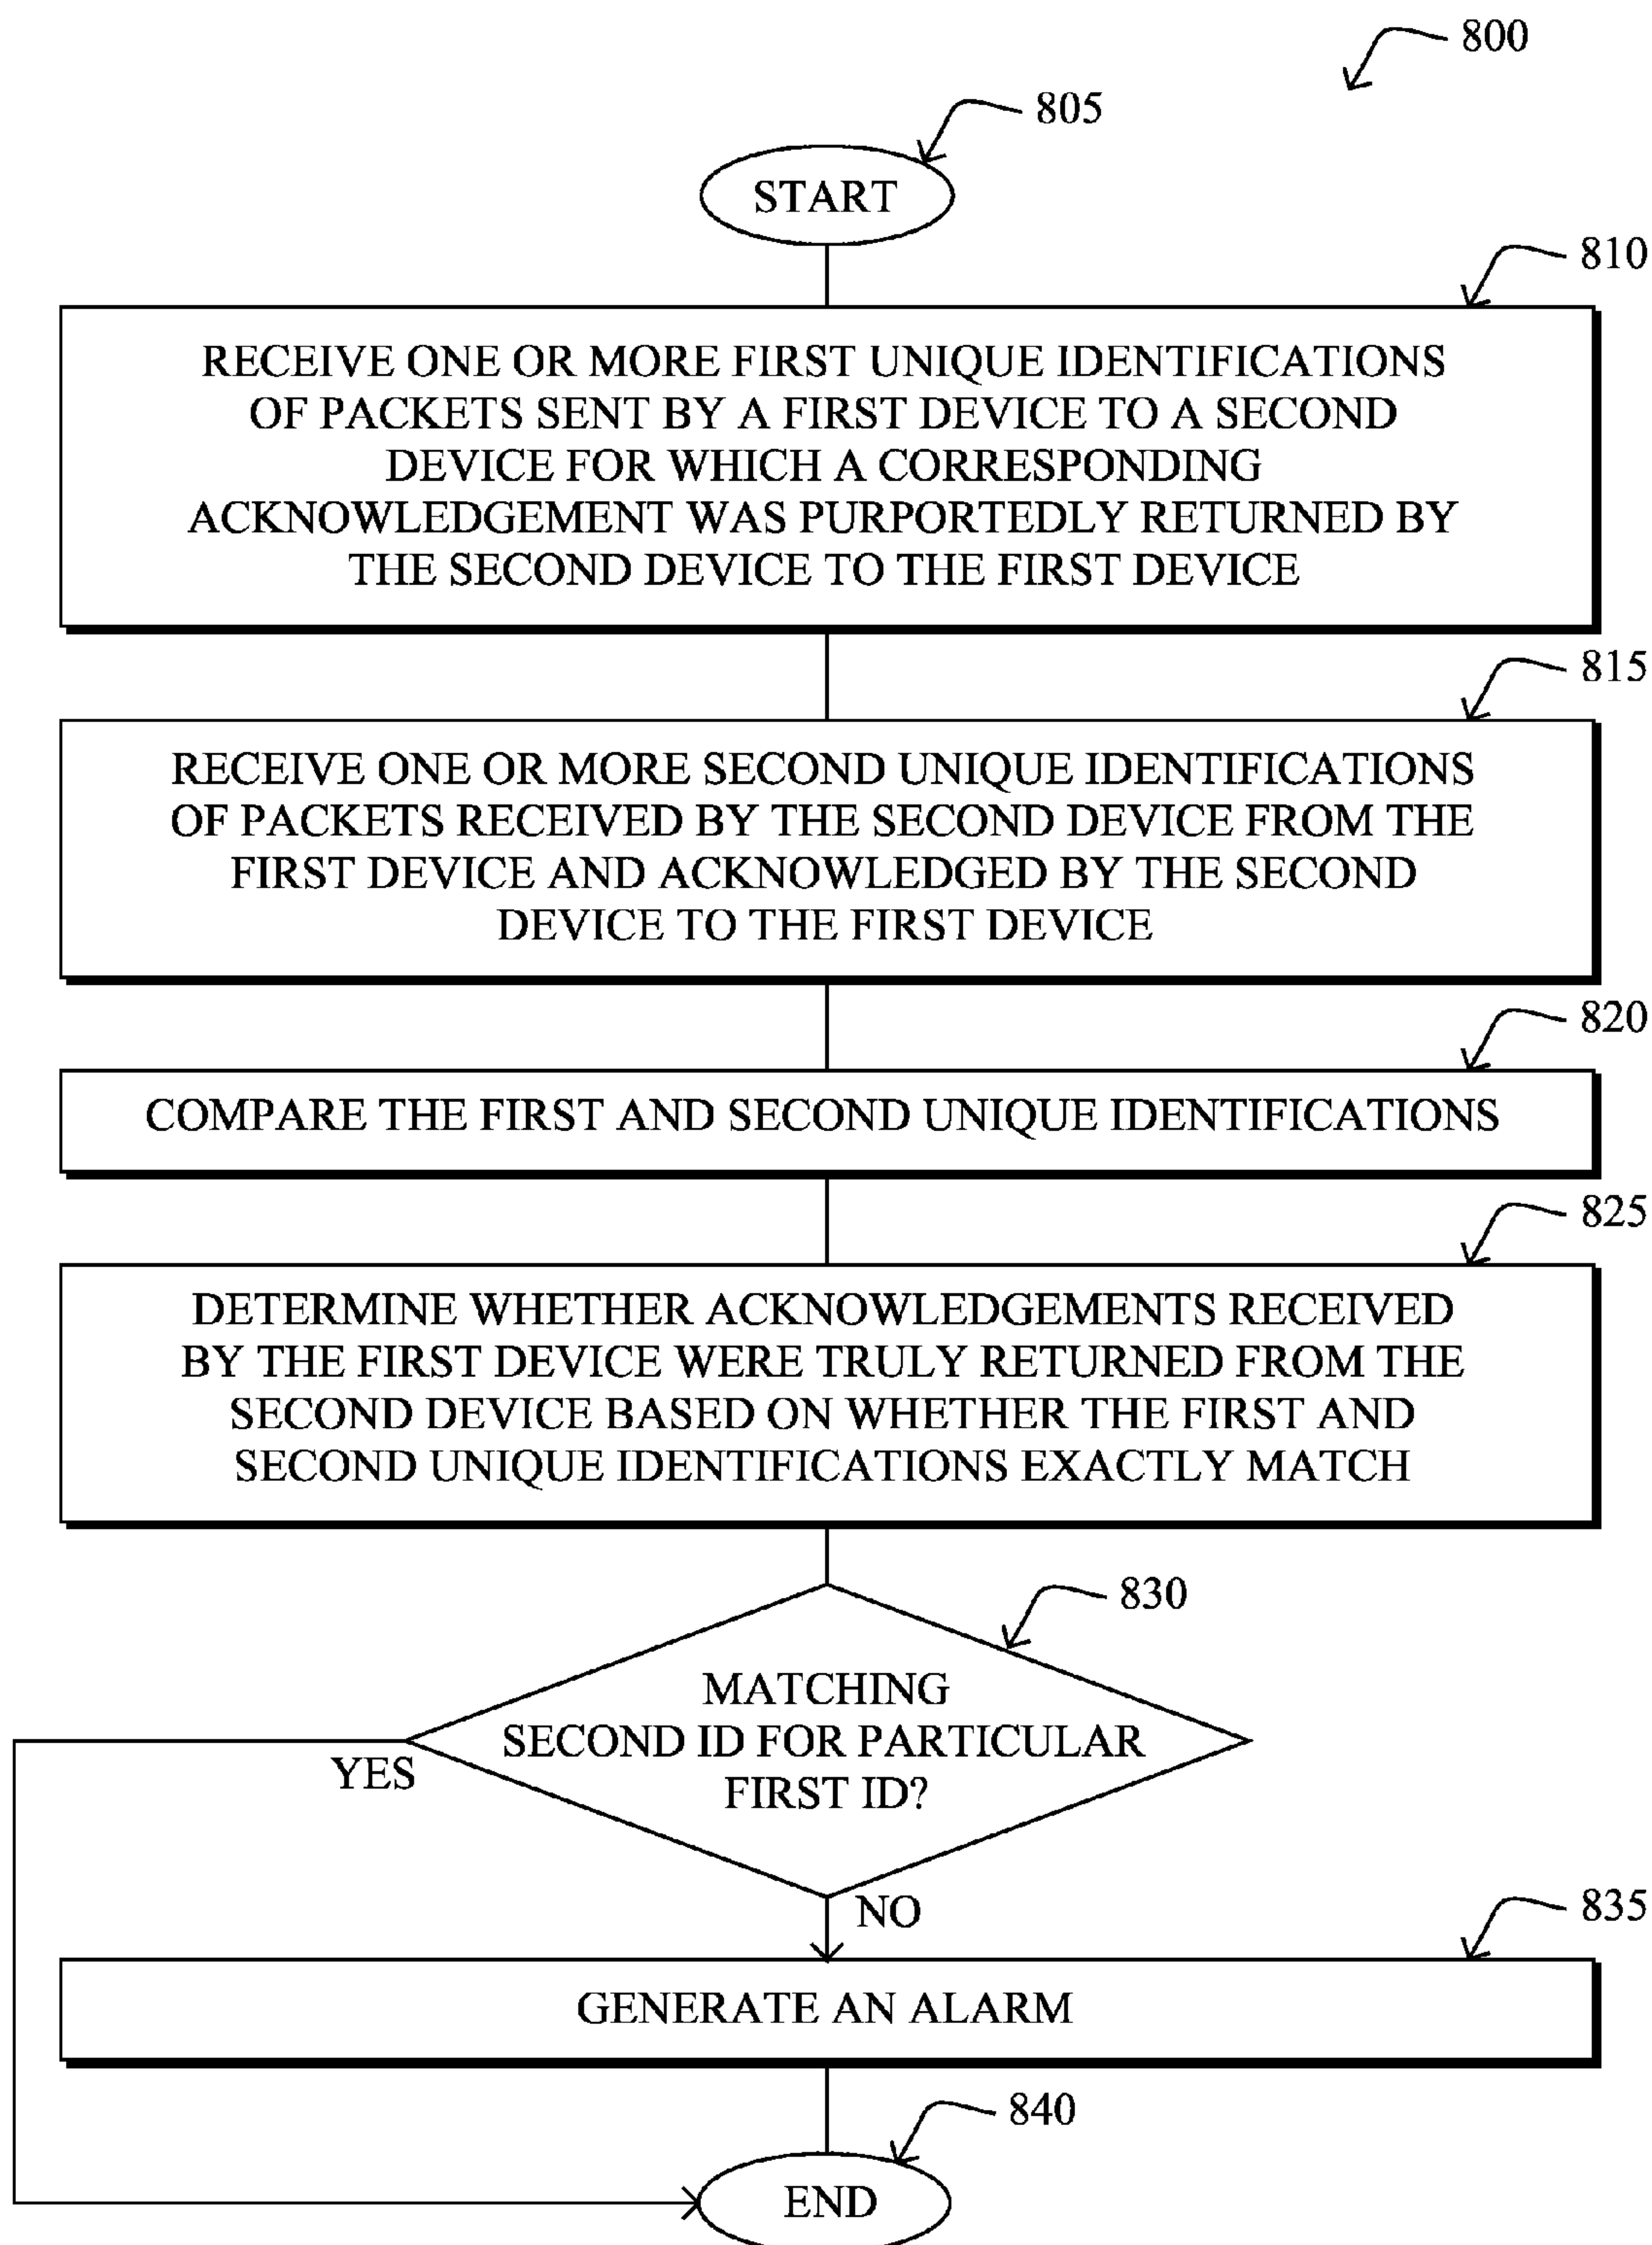 800
805
START
810
RECEIVE ONE OR MORE FIRST UNIQUE IDENTIFICATIONS
OF PACKETS SENT BY A FIRST DEVICE TO A SECOND
DEVICE FOR WHICH A CORRESPONDING
ACKNOWLEDGEMENT WAS PURPORTEDLY RETURNED BY
THE SECOND DEVICE TO THE FIRST DEVICE
815
RECEIVE ONE OR MORE SECOND UNIQUE IDENTIFICATIONS
OF PACKETS RECEIVED BY THE SECOND DEVICE FROM THE
FIRST DEVICE AND ACKNOWLEDGED BY THE SECOND
DEVICE TO THE FIRST DEVICE
820
COMPARE THE FIRST AND SECOND UNIQUE IDENTIFICATIONS
825
DETERMINE WHETHER ACKNOWLEDGEMENTS RECEIVED
BY THE FIRST DEVICE WERE TRULY RETURNED FROM THE
SECOND DEVICE BASED ON WHETHER THE FIRST AND
SECOND UNIQUE IDENTIFICATIONS EXACTLY MATCH
830
MATCHING
SECOND ID FOR PARTICULAR
FIRST ID?
YES
NO
835
GENERATE AN ALARM
840
END